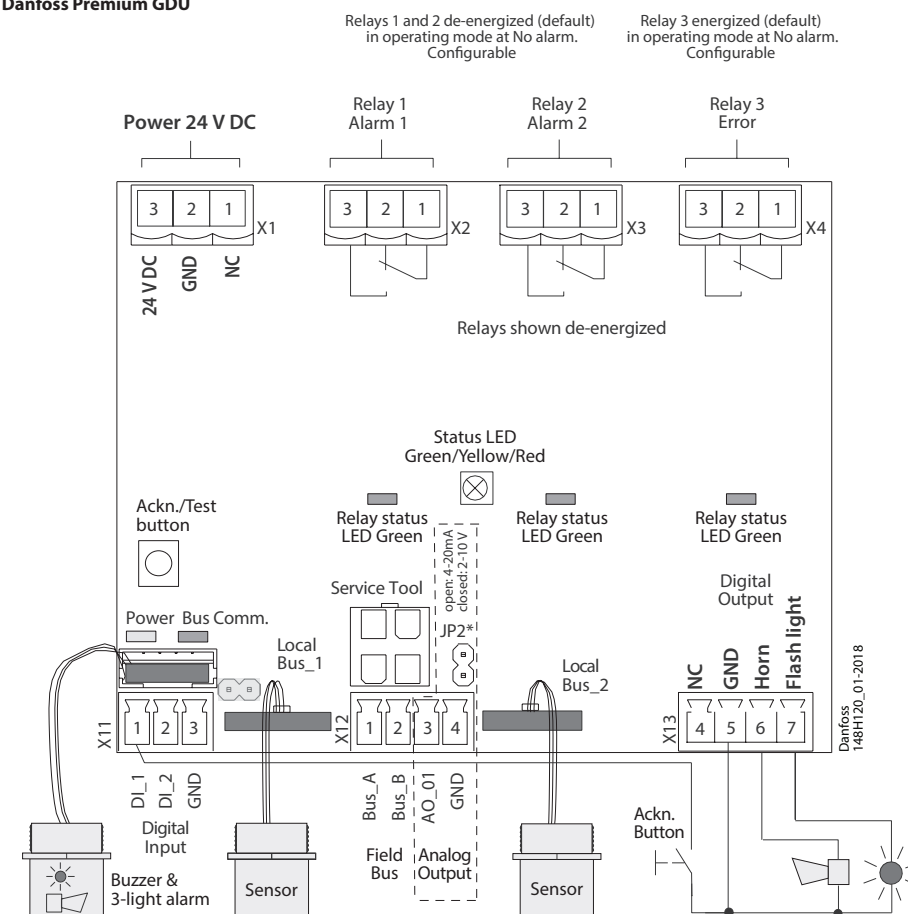 Danfoss Premium GDU
Relays 1 and 2 de-energized (default)
in operating mode at No alarm.
Configurable
Relay 3 energized (default)
in operating mode at No alarm.
Configurable
Power 24 V DC
Relay 1
Alarm 1
Relay 2
Alarm 2
Relay 3
Error
3 2 1
X1
3 2 1
X2
3 2 1
X3
3 2 1
X4
24 V DC
GND
NC
Relays shown de-energized
Status LED
Green/Yellow/Red
Ackn./Test
button
Relay status
LED Green
Relay status
LED Green
Relay status
LED Green
open: 4-20mA
closed: 2-10 V
Service Tool
Digital
Output
Power
Bus Comm.
JP2*
Local
Bus_1
Local
Bus_2
NC
GND
Horn
Flash light
X11
1 2 3
X12
1 2 3 4
X13
4 5 6 7
Danfoss
148H120_01-2018
DI_1
DI_2
GND
Bus_A
Bus_B
AO_01
GND
Digital
Input
Field
Bus
Analog
Output
Ackn.
Button
Buzzer &
3-light alarm
Sensor
Sensor